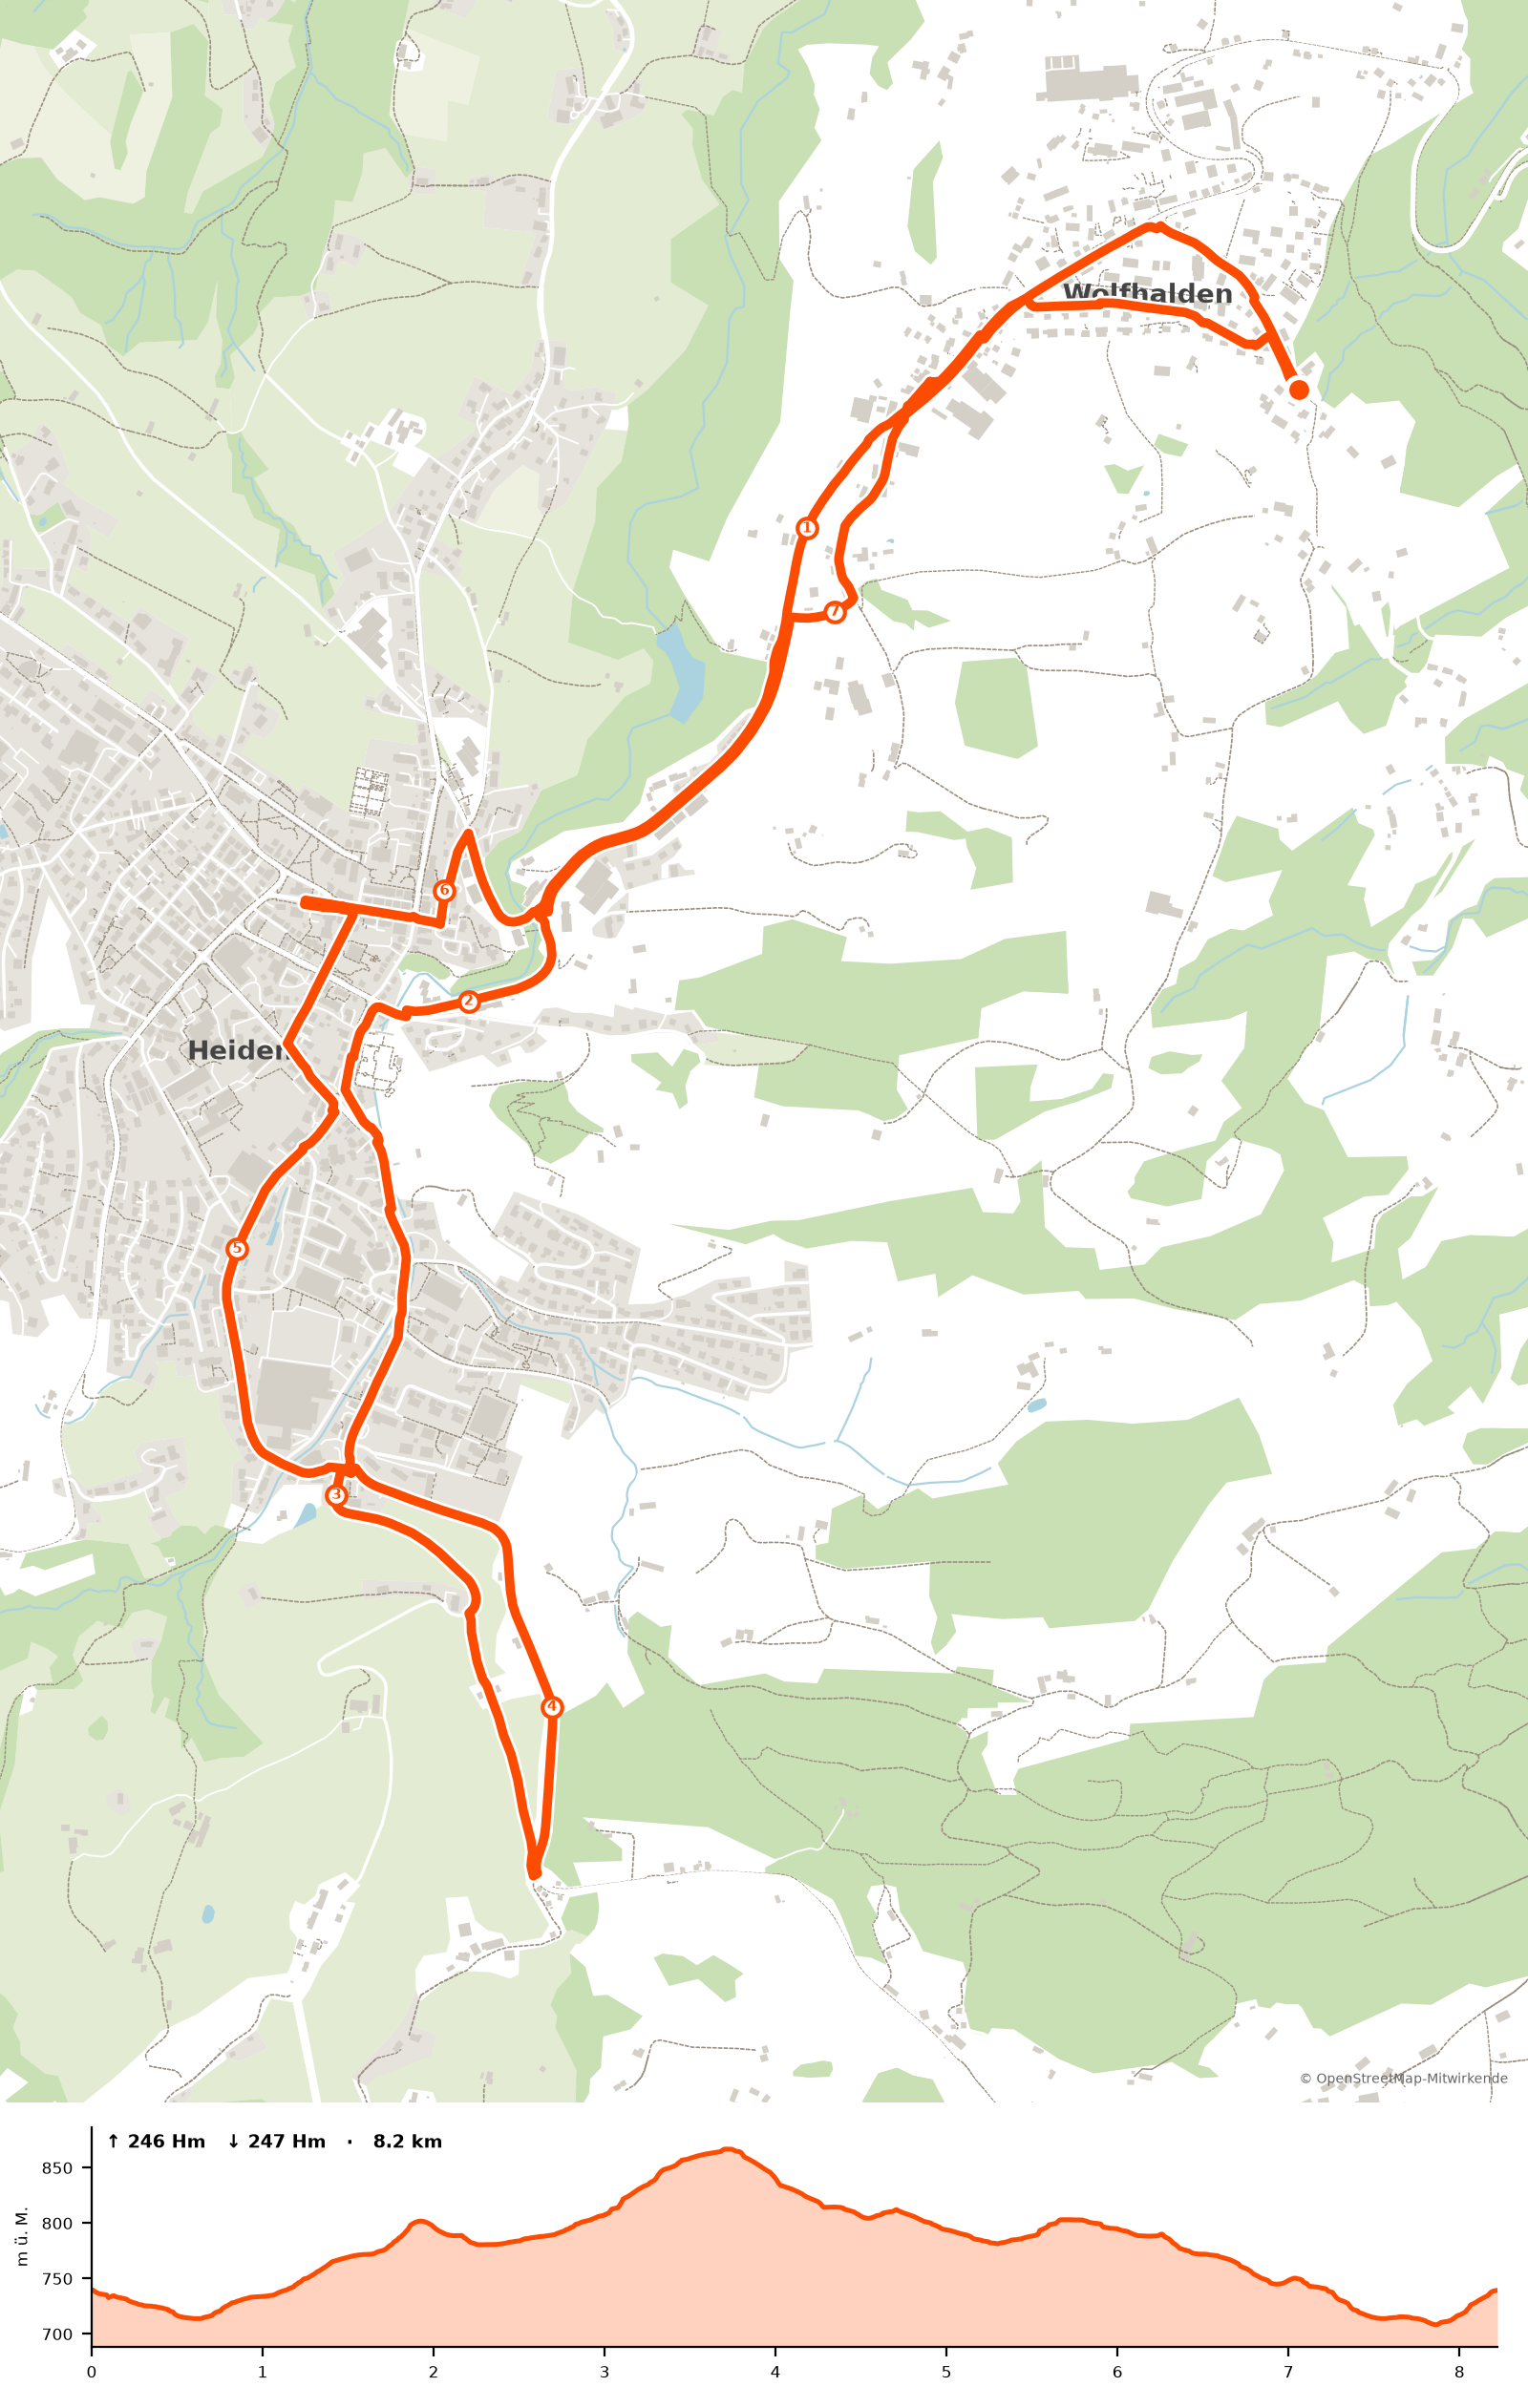 Wolfhalden
1
7
6
2
Heiden
5
3
4
© OpenStreetMap-Mitwirkende
↑ 246 Hm ↓ 247 Hm · 8.2 km
m ü. M.
850
800
750
700
0 1 2 3 4 5 6 7 8